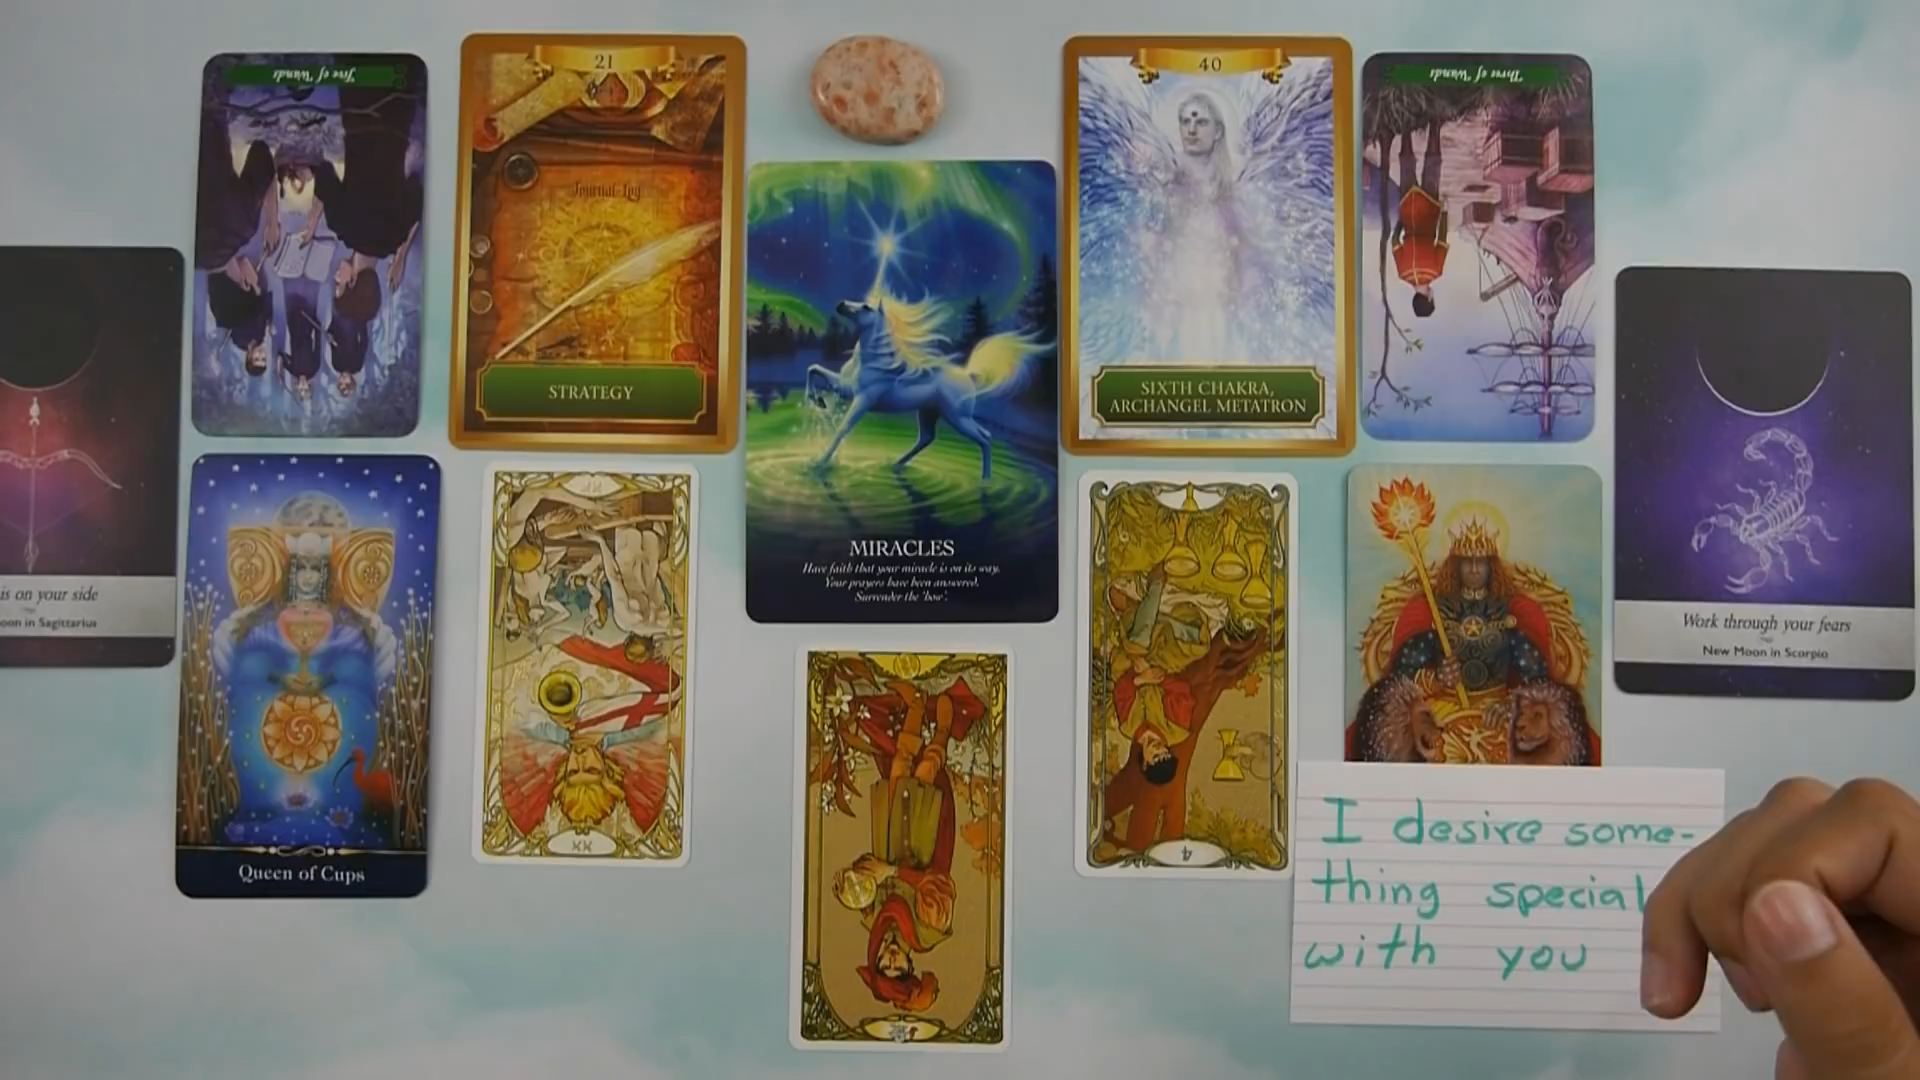 Five of Wands
21
Journal-Log
STRATEGY
40
SIXTH CHAKRA,
ARCHANGEL METATRON
Three of Wands
is on your side
oon in Sagittarius
MIRACLES
Have faith that your miracle is on its way.
Your prayers have been answered.
Surrender the 'how'.
Work through your fears
New Moon in Scorpio
Queen of Cups
XX
4
I desire some-
thing special
with you